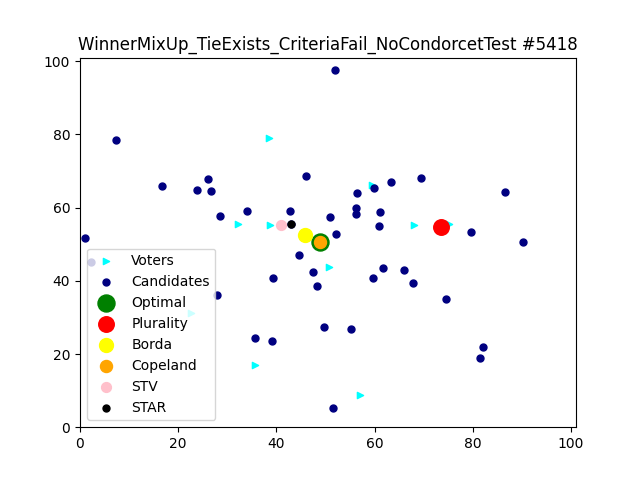 WinnerMixUp_TieExists_CriteriaFail_NoCondorcetTest #5418
100
80
60
40
20
0
Voters
Candidates
Optimal
Plurality
Borda
Copeland
STV
STAR
0 20 40 60 80 100